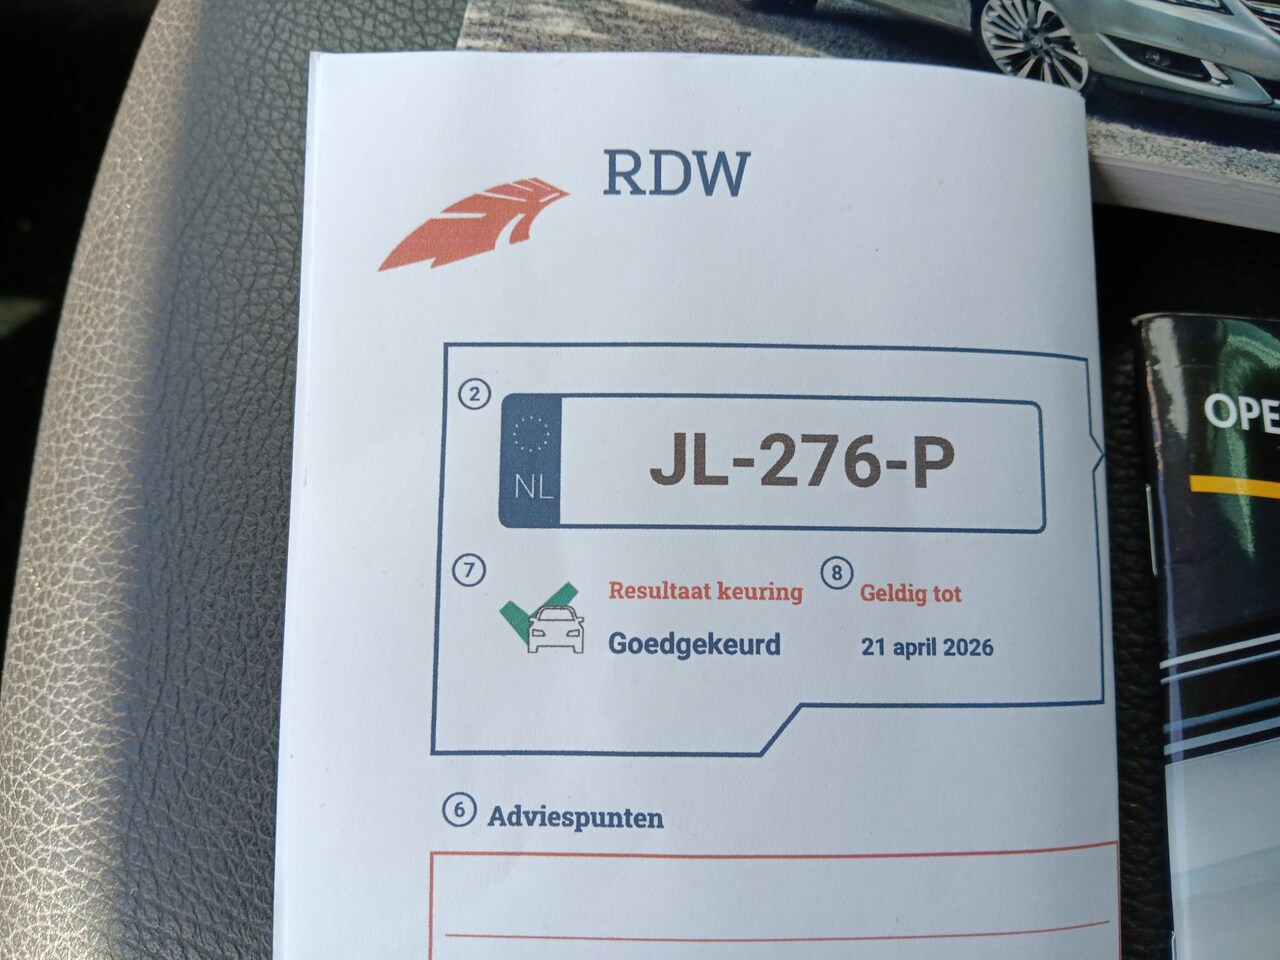 RDW
2
NL
JL-276-P
7
Resultaat keuring
Goedgekeurd
8
Geldig tot
21 april 2026
6 Adviespunten
OPE